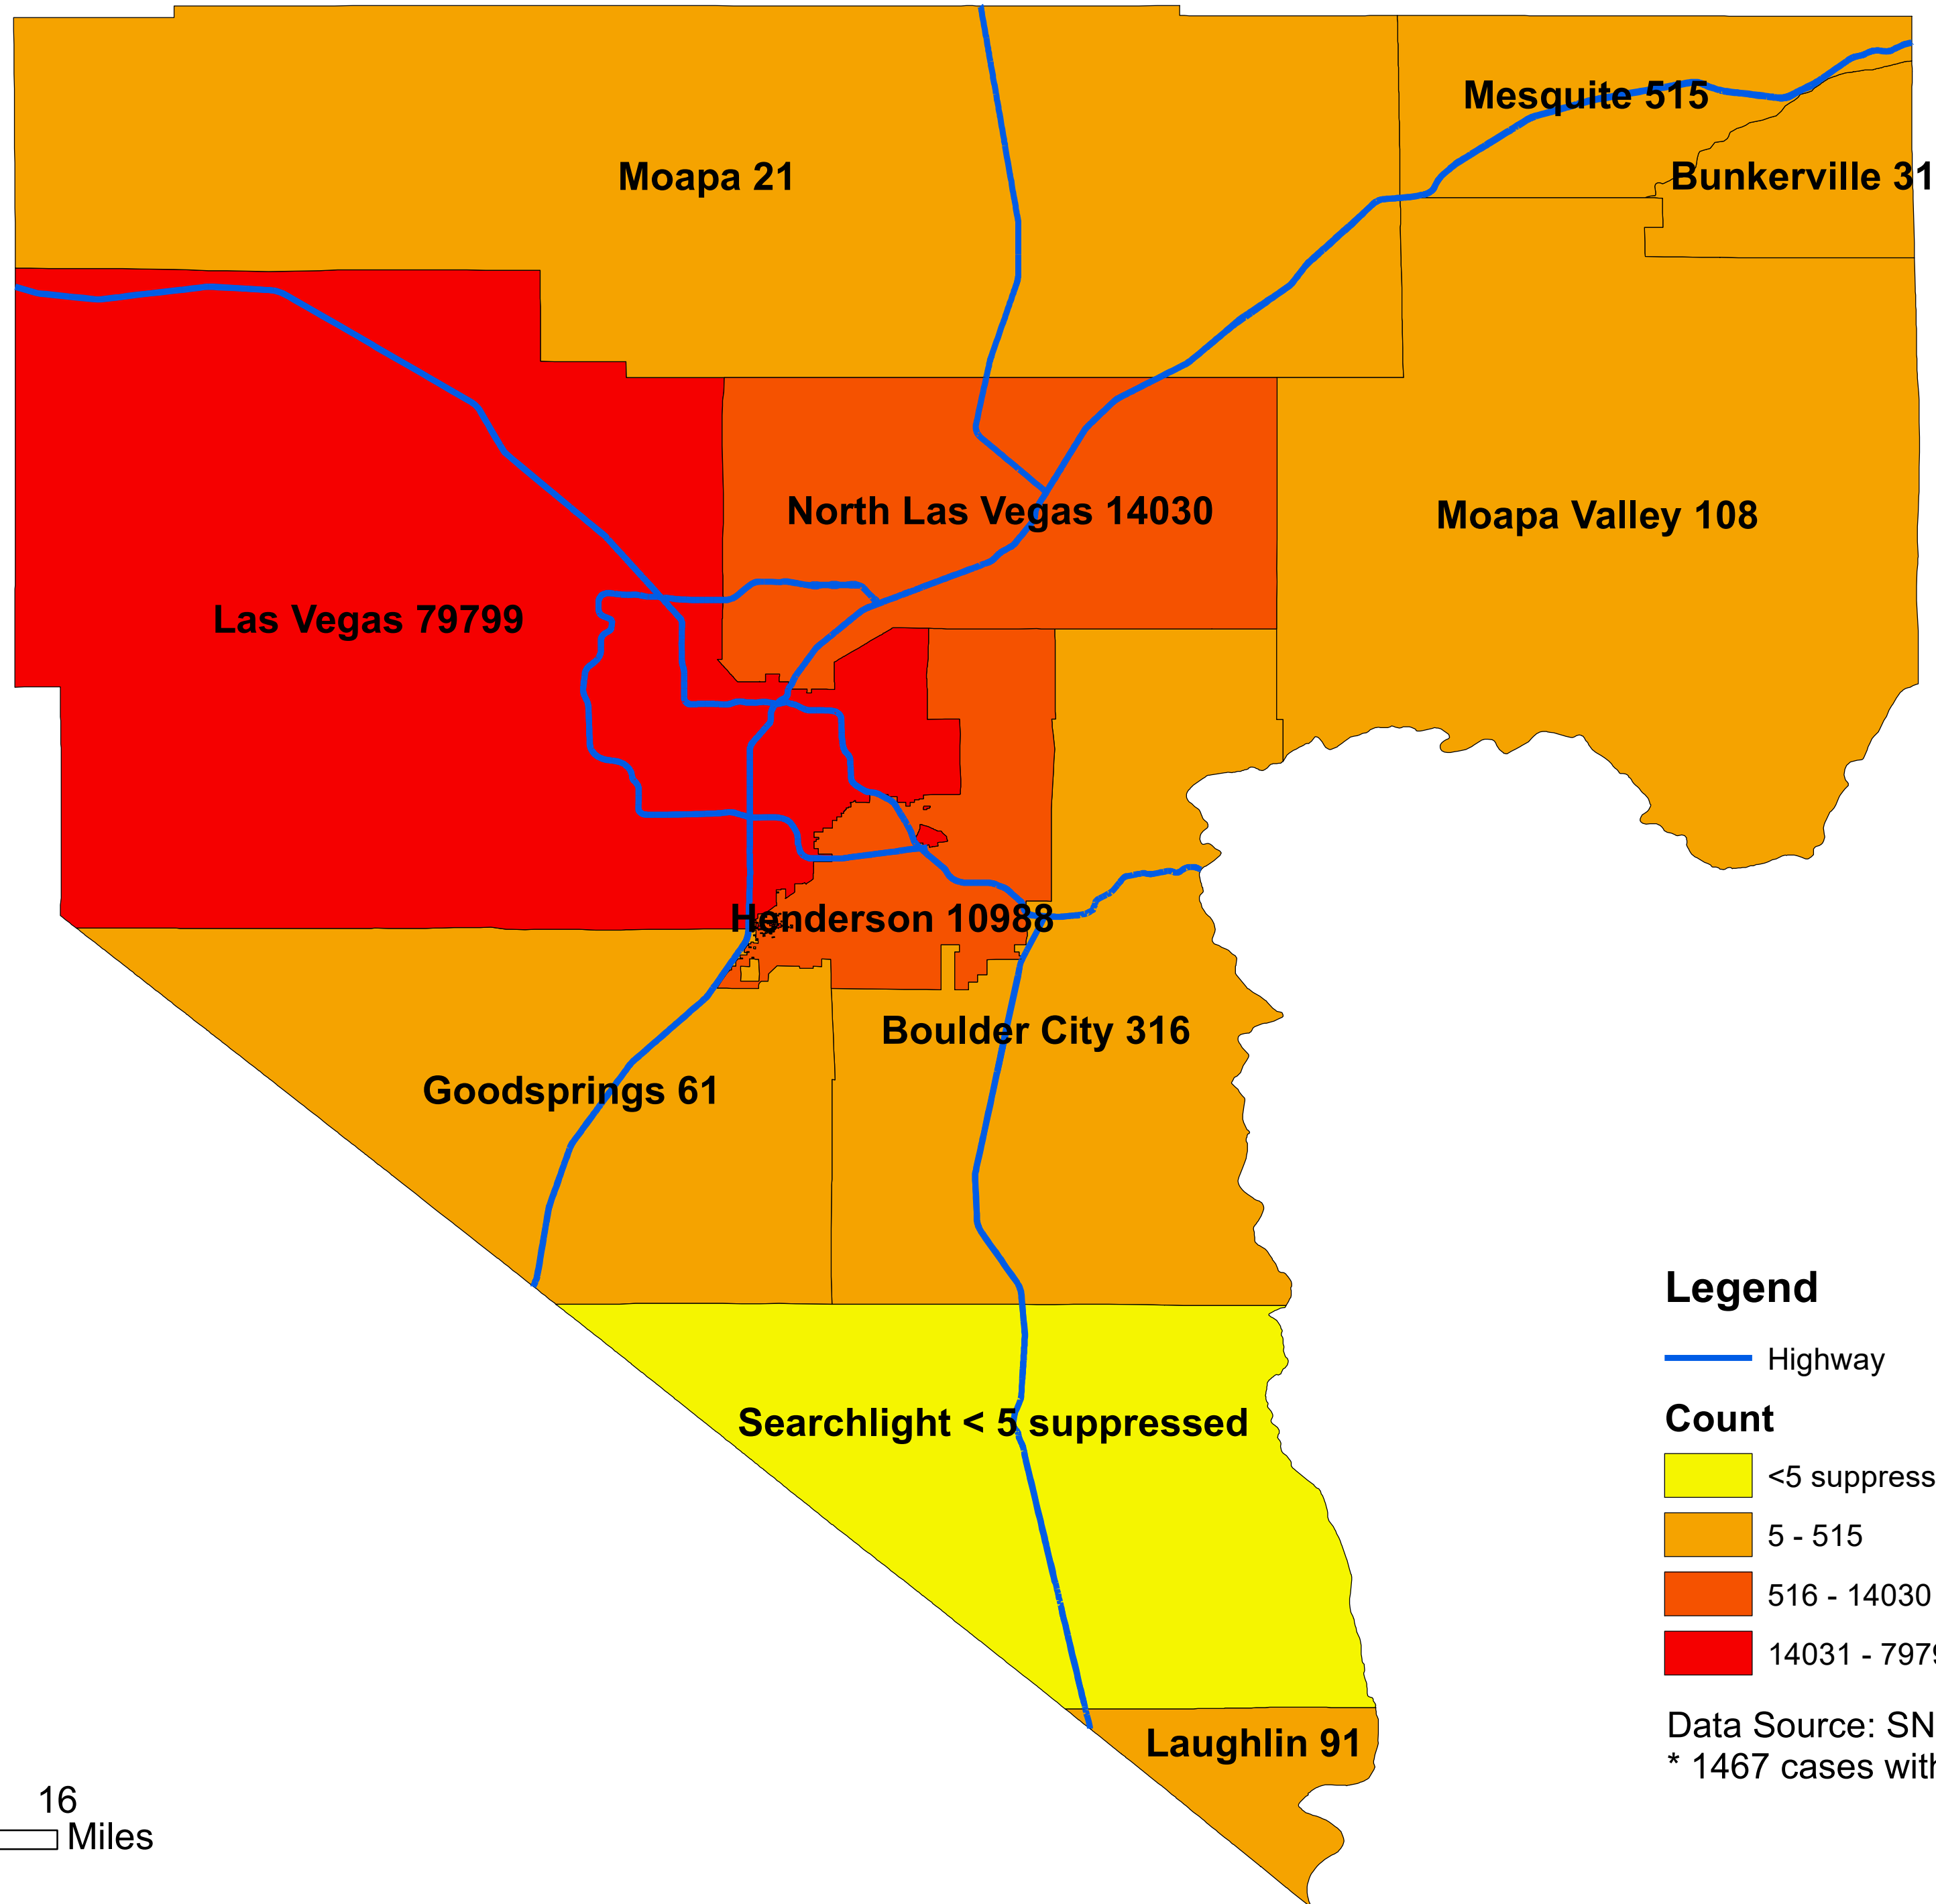 Mesquite 515
Moapa 21
Bunkerville 31
North Las Vegas 14030
Moapa Valley 108
Las Vegas 79799
Henderson 10988
Boulder City 316
Goodsprings 61
Searchlight < 5 suppressed
Laughlin 91
Legend
Highway
Count
<5 suppress
5 - 515
516 - 14030
14031 - 7979
Data Source: SN
* 1467 cases with
16
Miles